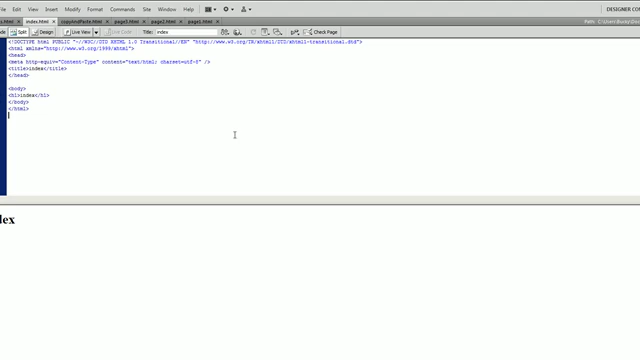 File Edit View Insert Modify Format Commands Site Window Help DESIGNER CO
index.html × copyAndPaste.html × page3.html × page2.html × page1.html ×
Split Design Live View Title: index Check Page
<!DOCTYPE html PUBLIC "-//W3C//DTD XHTML 1.0 Transitional//EN" "http://www.w3.org/TR/xhtml1/DTD/xhtml1-transitional.dtd">
<html xmlns="http://www.w3.org/1999/xhtml">
<head>
<meta http-equiv="Content-Type" content="text/html; charset=utf-8" />
<title>index</title>
</head>
<body>
<h1>index</h1>
</body>
</html>
dex